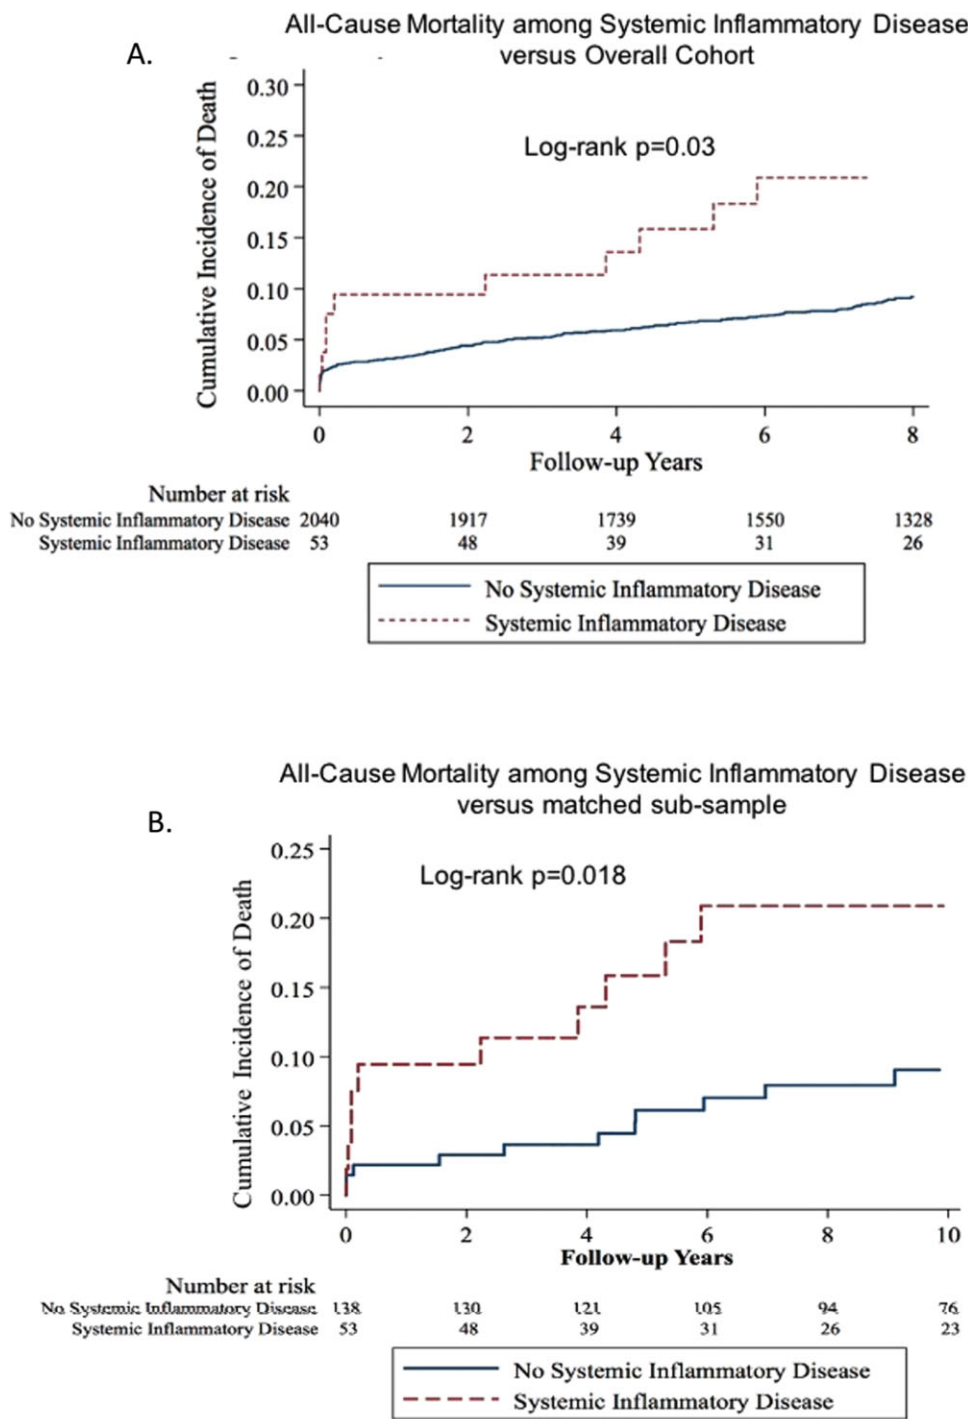 All-Cause Mortality among Systemic Inflammatory Disease
versus Overall Cohort
A.
Cumulative Incidence of Death
0.30
0.25
0.20
0.15
0.10
0.05
0.00
Log-rank p=0.03
0 2 4 6 8
Follow-up Years
Number at risk
No Systemic Inflammatory Disease 2040 1917 1739 1550 1328
Systemic Inflammatory Disease 53 48 39 31 26
No Systemic Inflammatory Disease
Systemic Inflammatory Disease
All-Cause Mortality among Systemic Inflammatory Disease
versus matched sub-sample
B.
Cumulative Incidence of Death
0.25
0.20
0.15
0.10
0.05
0.00
Log-rank p=0.018
0 2 4 6 8 10
Follow-up Years
Number at risk
No Systemic Inflammatory Disease 138 130 121 105 94 76
Systemic Inflammatory Disease 53 48 39 31 26 23
No Systemic Inflammatory Disease
Systemic Inflammatory Disease